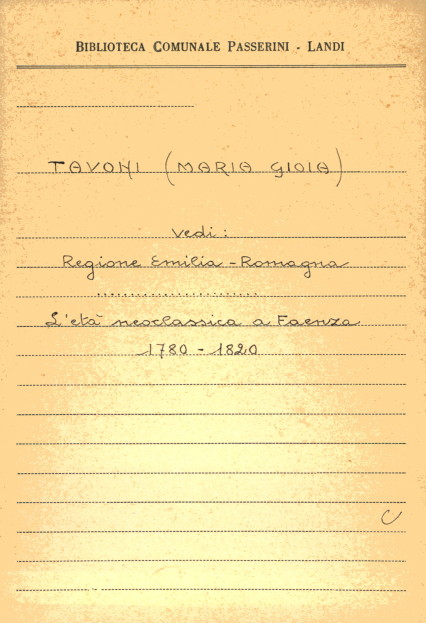 BIBLIOTECA COMUNALE PASSERINI - LANDI
TAVONI (MARIA GIOIA)
vedi:
Regione Emilia-Romagna
........................
L'età neoclassica a Faenza
1780 - 1820
C